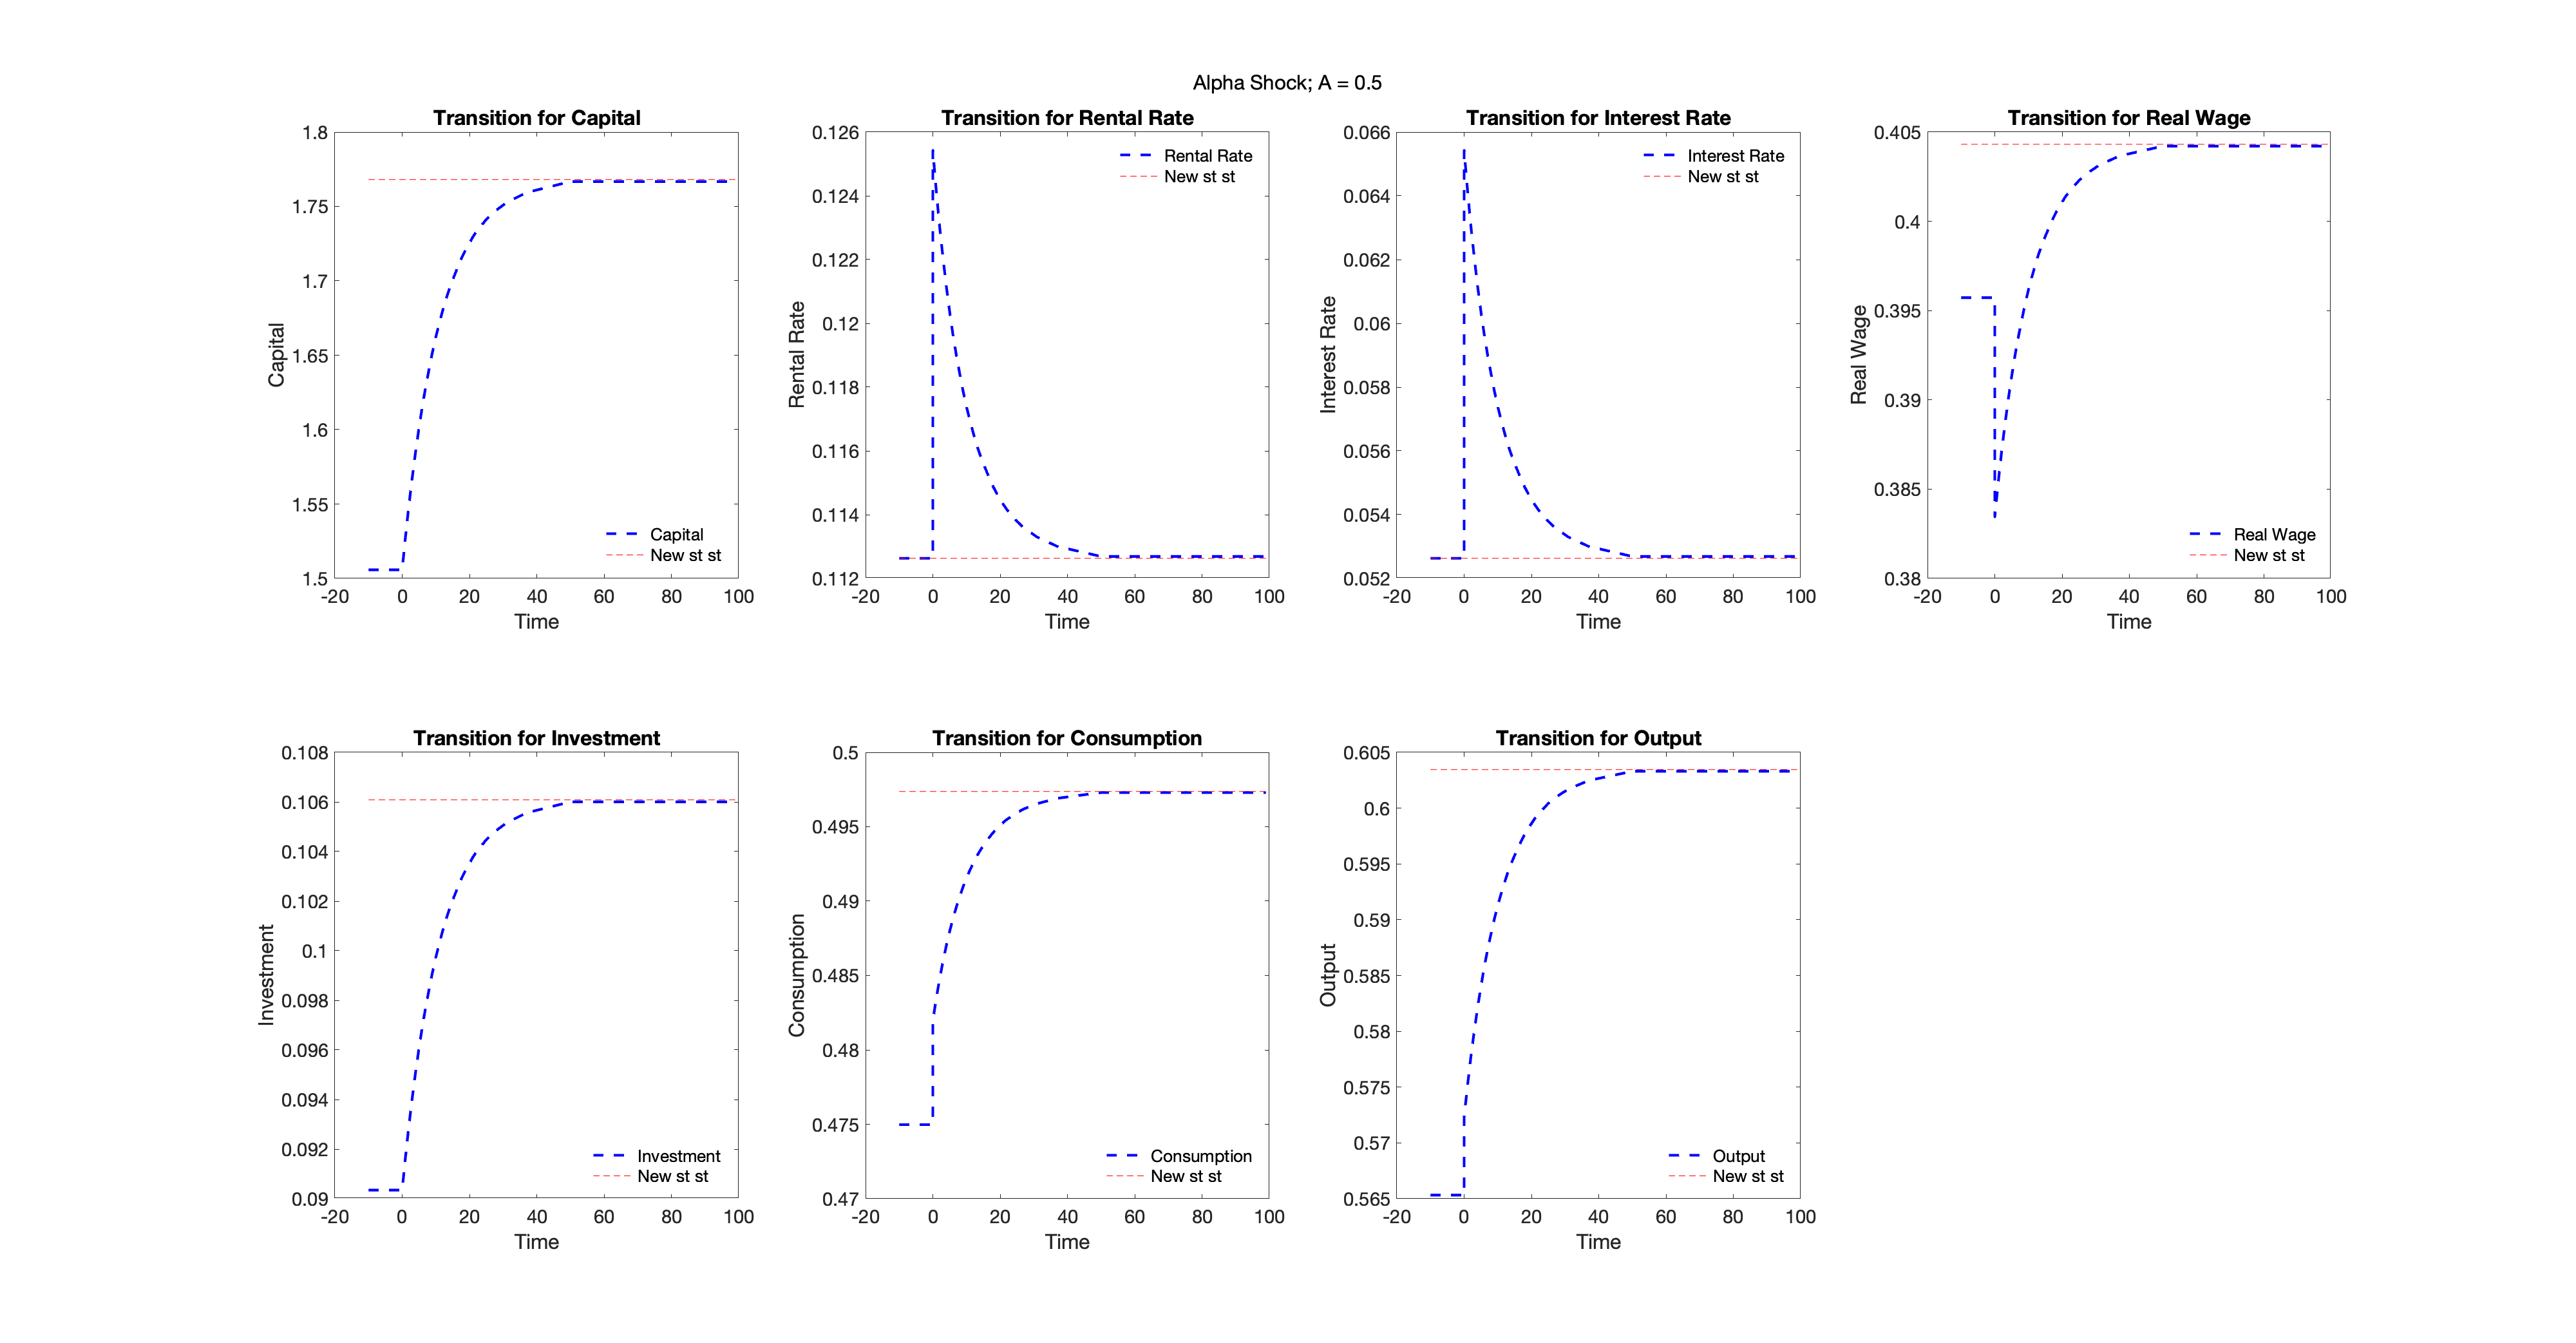 Alpha Shock; A = 0.5
Transition for Capital
1.8
1.75
1.7
1.65
1.6
1.55
1.5
-20 0 20 40 60 80 100
Time
Capital
Capital
New st st
Transition for Rental Rate
0.126
0.124
0.122
0.12
0.118
0.116
0.114
0.112
-20 0 20 40 60 80 100
Time
Rental Rate
Rental Rate
New st st
Transition for Interest Rate
0.066
0.064
0.062
0.06
0.058
0.056
0.054
0.052
-20 0 20 40 60 80 100
Time
Interest Rate
Interest Rate
New st st
Transition for Real Wage
0.405
0.4
0.395
0.39
0.385
0.38
-20 0 20 40 60 80 100
Time
Real Wage
Real Wage
New st st
Transition for Investment
0.108
0.106
0.104
0.102
0.1
0.098
0.096
0.094
0.092
0.09
-20 0 20 40 60 80 100
Time
Investment
Investment
New st st
Transition for Consumption
0.5
0.495
0.49
0.485
0.48
0.475
0.47
-20 0 20 40 60 80 100
Time
Consumption
Consumption
New st st
Transition for Output
0.605
0.6
0.595
0.59
0.585
0.58
0.575
0.57
0.565
-20 0 20 40 60 80 100
Time
Output
Output
New st st